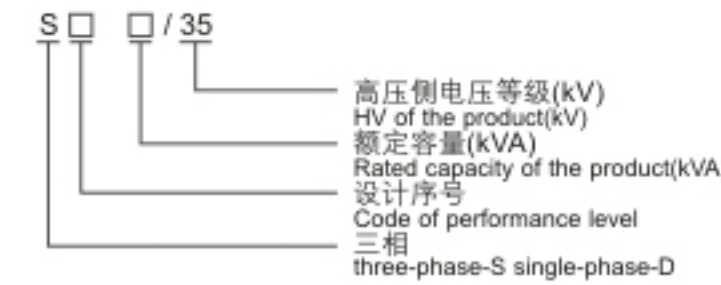 S□ □/35
高压侧电压等级(kV)
HV of the product(kV)
额定容量(kVA)
Rated capacity of the product(kVA
设计序号
Code of performance level
三相
three-phase-S single-phase-D